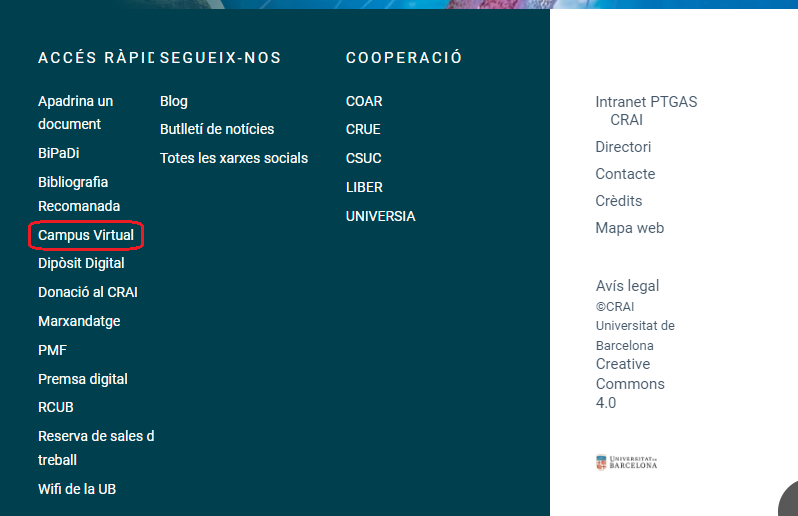 ACCÉS RÀPID
Apadrina un
document
BiPaDi
Bibliografia
Recomanada
Campus Virtual
Dipòsit Digital
Donació al CRAI
Marxandatge
PMF
Premsa digital
RCUB
Reserva de sales d
treball
Wifi de la UB
SEGUEIX-NOS
Blog
Butlletí de notícies
Totes les xarxes socials
COOPERACIÓ
COAR
CRUE
CSUC
LIBER
UNIVERSIA
Intranet PTGAS
CRAI
Directori
Contacte
Crèdits
Mapa web
Avís legal
©CRAI
Universitat de
Barcelona
Creative
Commons
4.0
UNIVERSITAT DE
BARCELONA